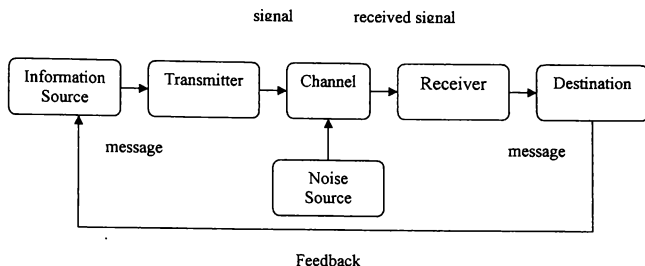 signal received signal
Information
Source
Transmitter
Channel
Receiver
Destination
message
message
Noise
Source
Feedback